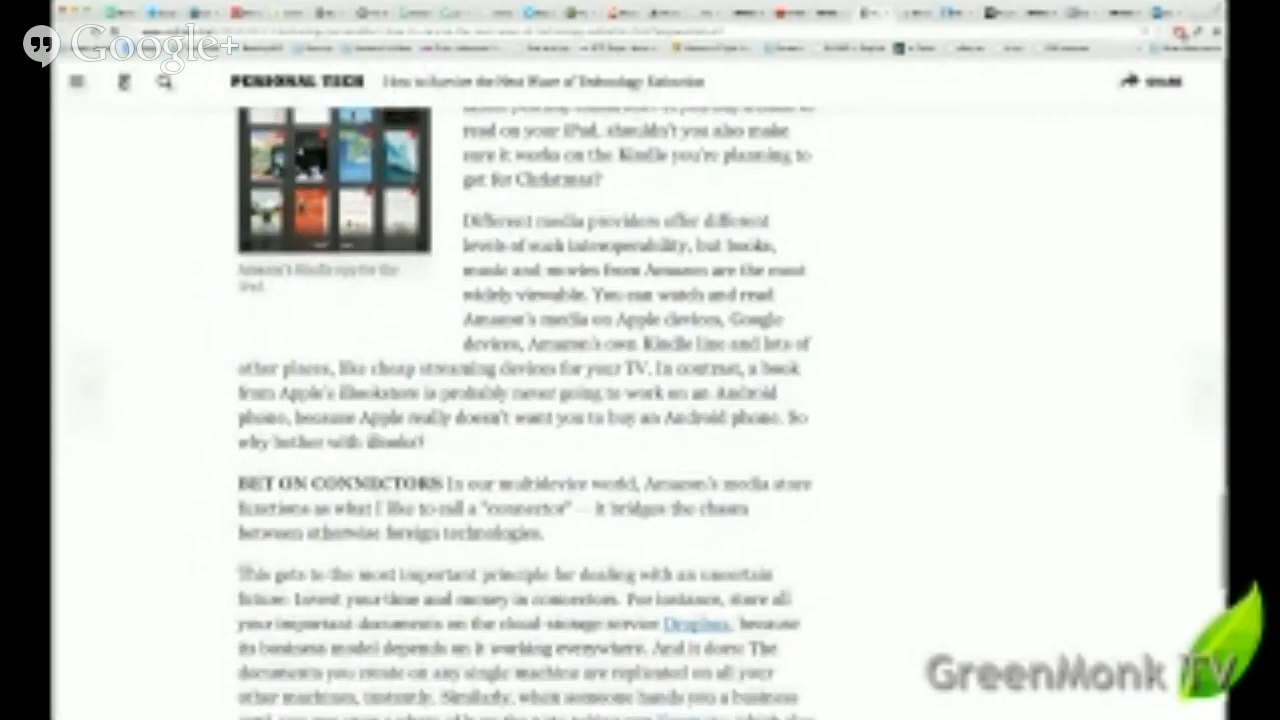 Google+
PERSONAL TECH How to Survive the Next Wave of Technology Extinction
SHARE
read on your iPad, shouldn't you also make
sure it works on the Kindle you're planning to
get for Christmas?
Different media providers offer different
levels of such interoperability, but books,
music and movies from Amazon are the most
widely viewable. You can watch and read
Amazon's media on Apple devices, Google
devices, Amazon's own Kindle line and lots of
Amazon's Kindle app for the
iPad.
other places, like cheap streaming devices for your TV. In contrast, a book
from Apple's iBookstore is probably never going to work on an Android
phone, because Apple really doesn't want you to buy an Android phone. So
why bother with iBooks?
BET ON CONNECTORS In our multidevice world, Amazon's media store
functions as what I like to call a "connector" — it bridges the chasm
between otherwise foreign technologies.
This gets to the most important principle for dealing with an uncertain
future: Invest your time and money in connectors. For instance, store all
your important documents on the cloud-storage service Dropbox, because
its business model depends on it working everywhere. And it does: The
documents you create on any single machine are replicated on all your
other machines, instantly. Similarly, when someone hands you a business
GreenMonk TV